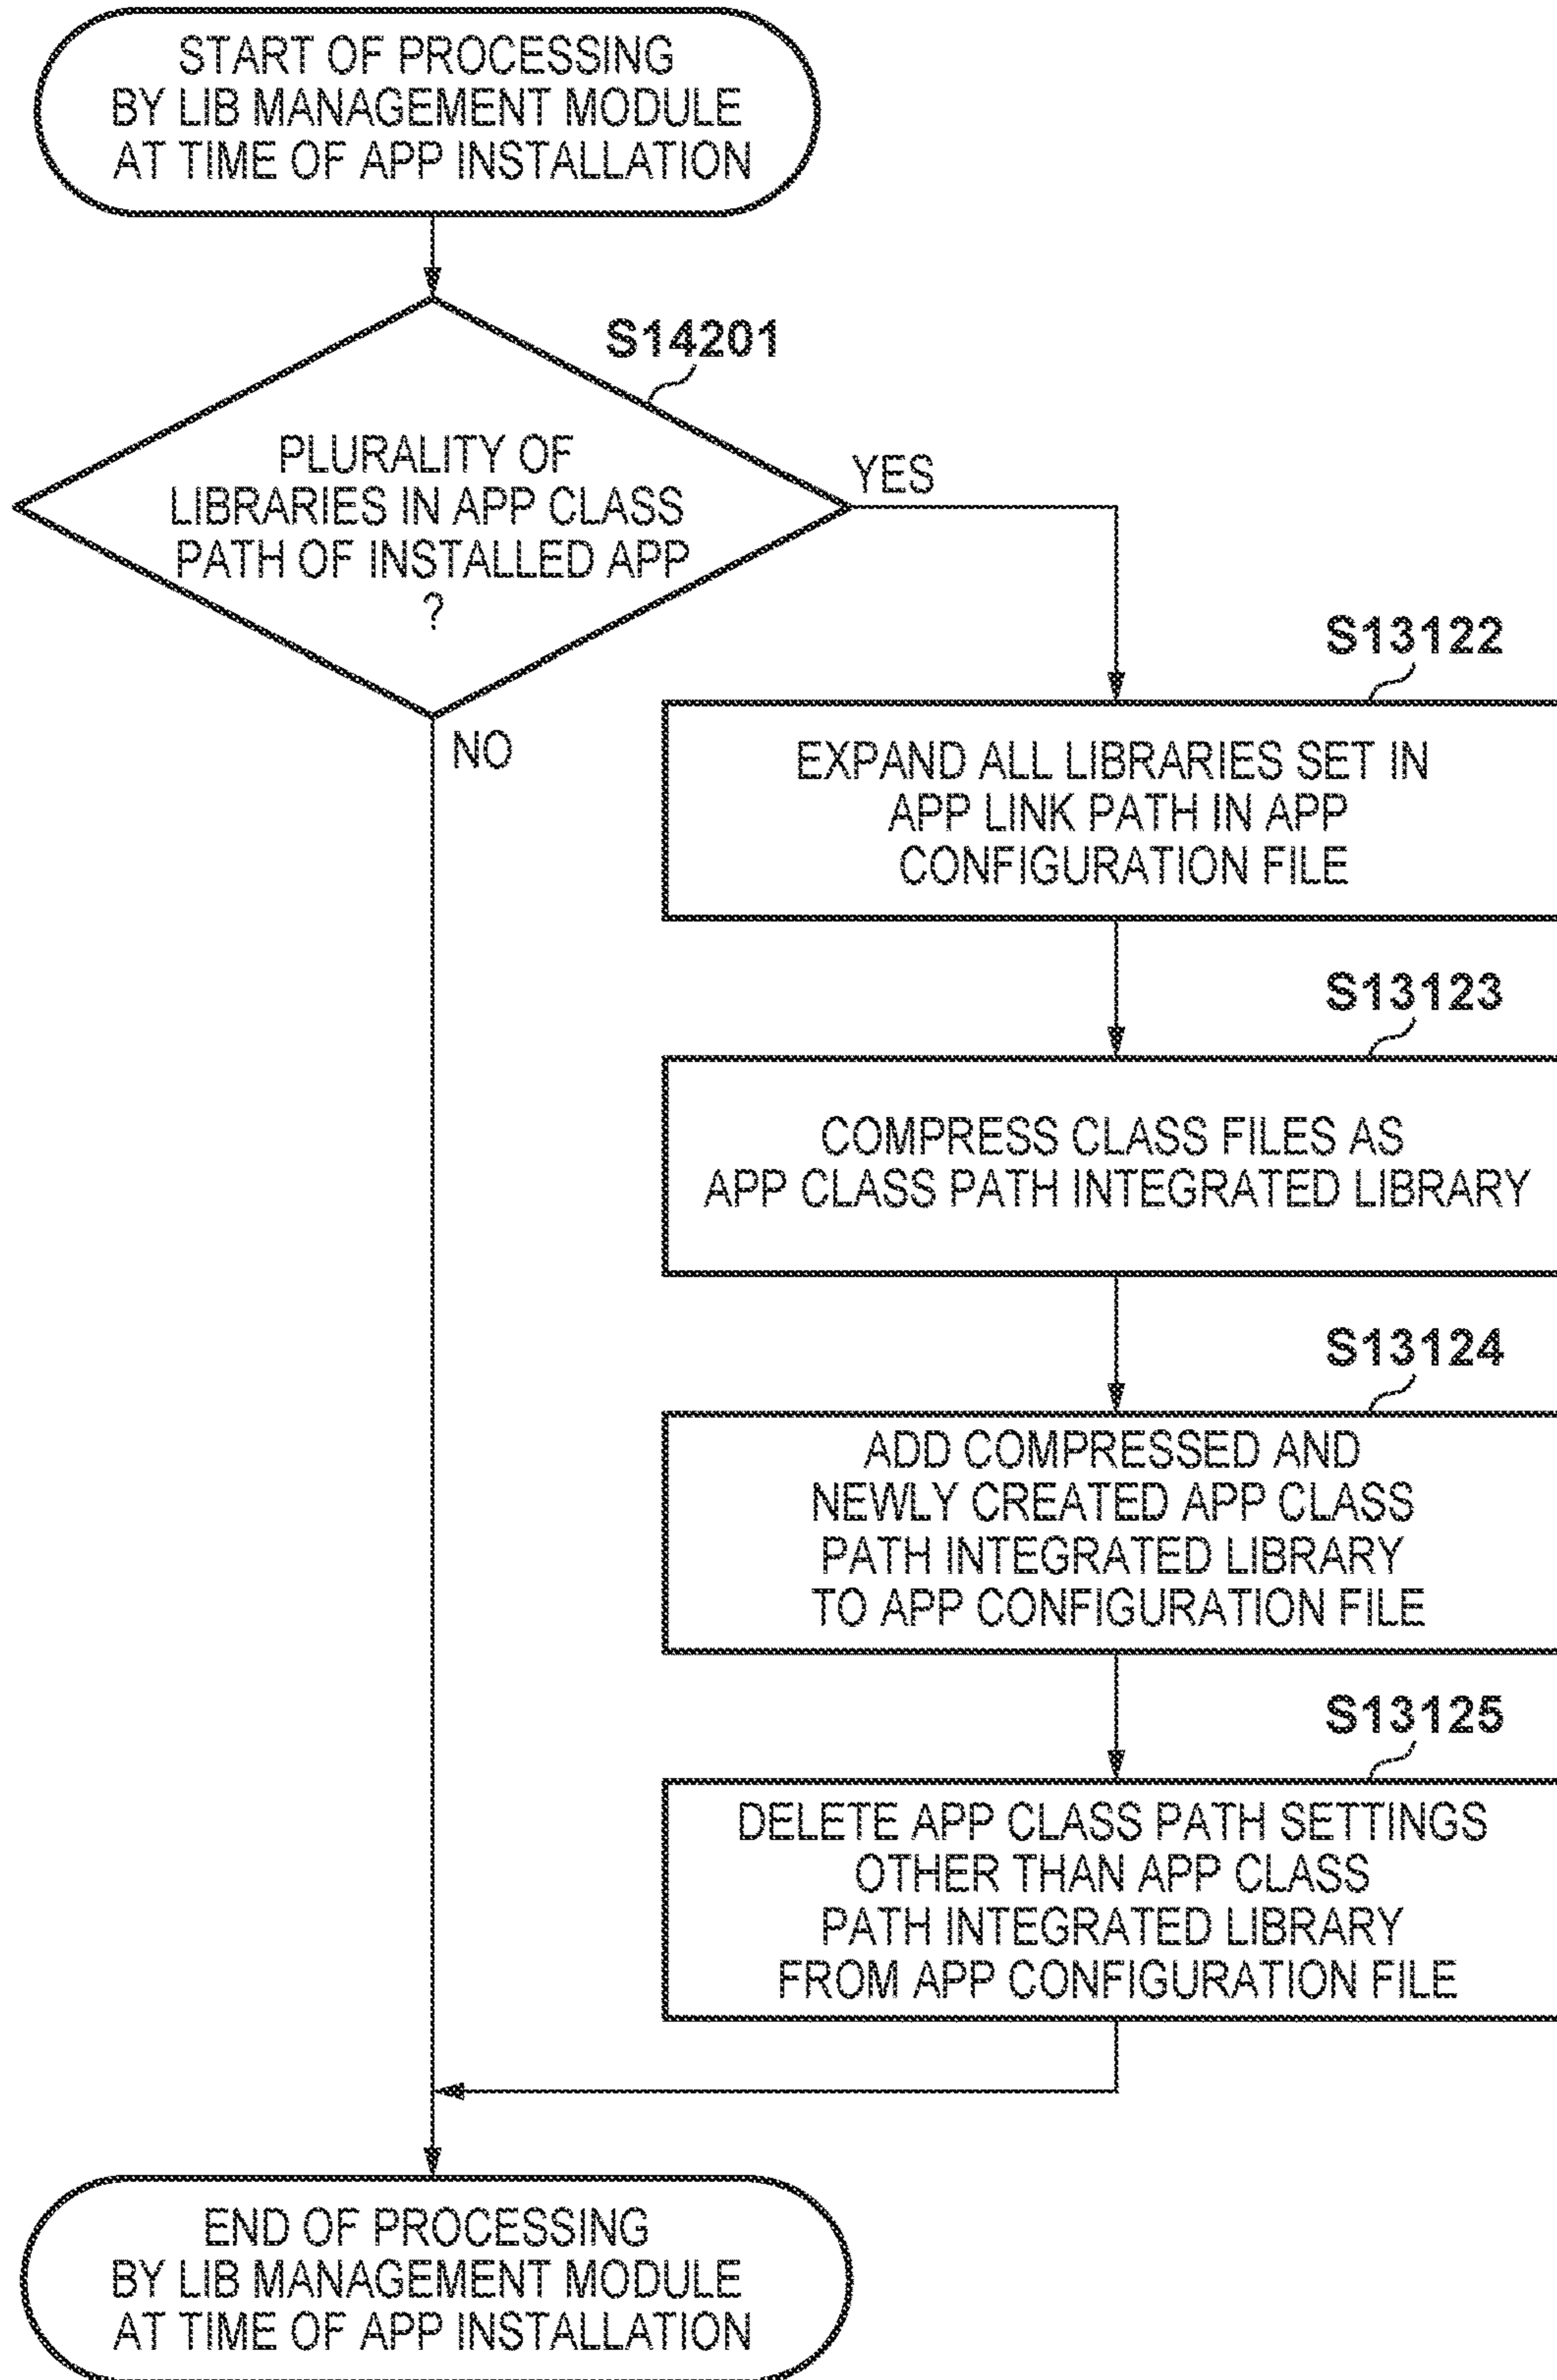 START OF PROCESSING
BY LIB MANAGEMENT MODULE
AT TIME OF APP INSTALLATION
S14201
PLURALITY OF
LIBRARIES IN APP CLASS
PATH OF INSTALLED APP
?
YES
NO
S13122
EXPAND ALL LIBRARIES SET IN
APP LINK PATH IN APP
CONFIGURATION FILE
S13123
COMPRESS CLASS FILES AS
APP CLASS PATH INTEGRATED LIBRARY
S13124
ADD COMPRESSED AND
NEWLY CREATED APP CLASS
PATH INTEGRATED LIBRARY
TO APP CONFIGURATION FILE
S13125
DELETE APP CLASS PATH SETTINGS
OTHER THAN APP CLASS
PATH INTEGRATED LIBRARY
FROM APP CONFIGURATION FILE
END OF PROCESSING
BY LIB MANAGEMENT MODULE
AT TIME OF APP INSTALLATION